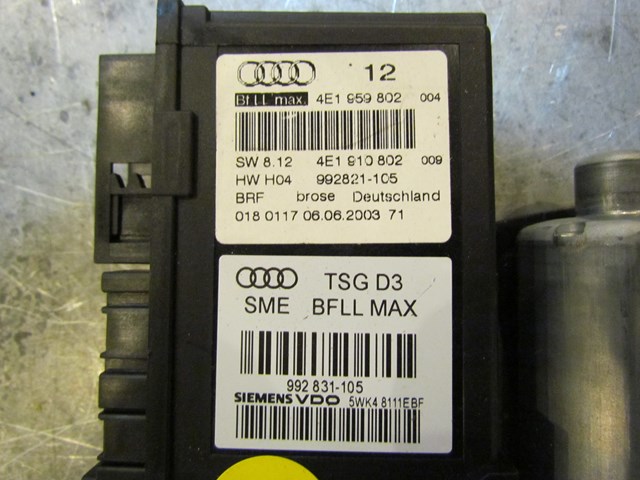 12
BfLL max. 4E1 959 802 004
SW 8.12 4E1 910 802 009
HW H04 992821-105
BRF brose Deutschland
018 0117 06.06.2003 71
TSG D3
SME BFLL MAX
992 831-105
SIEMENS VDO 5WK4 8111EBF